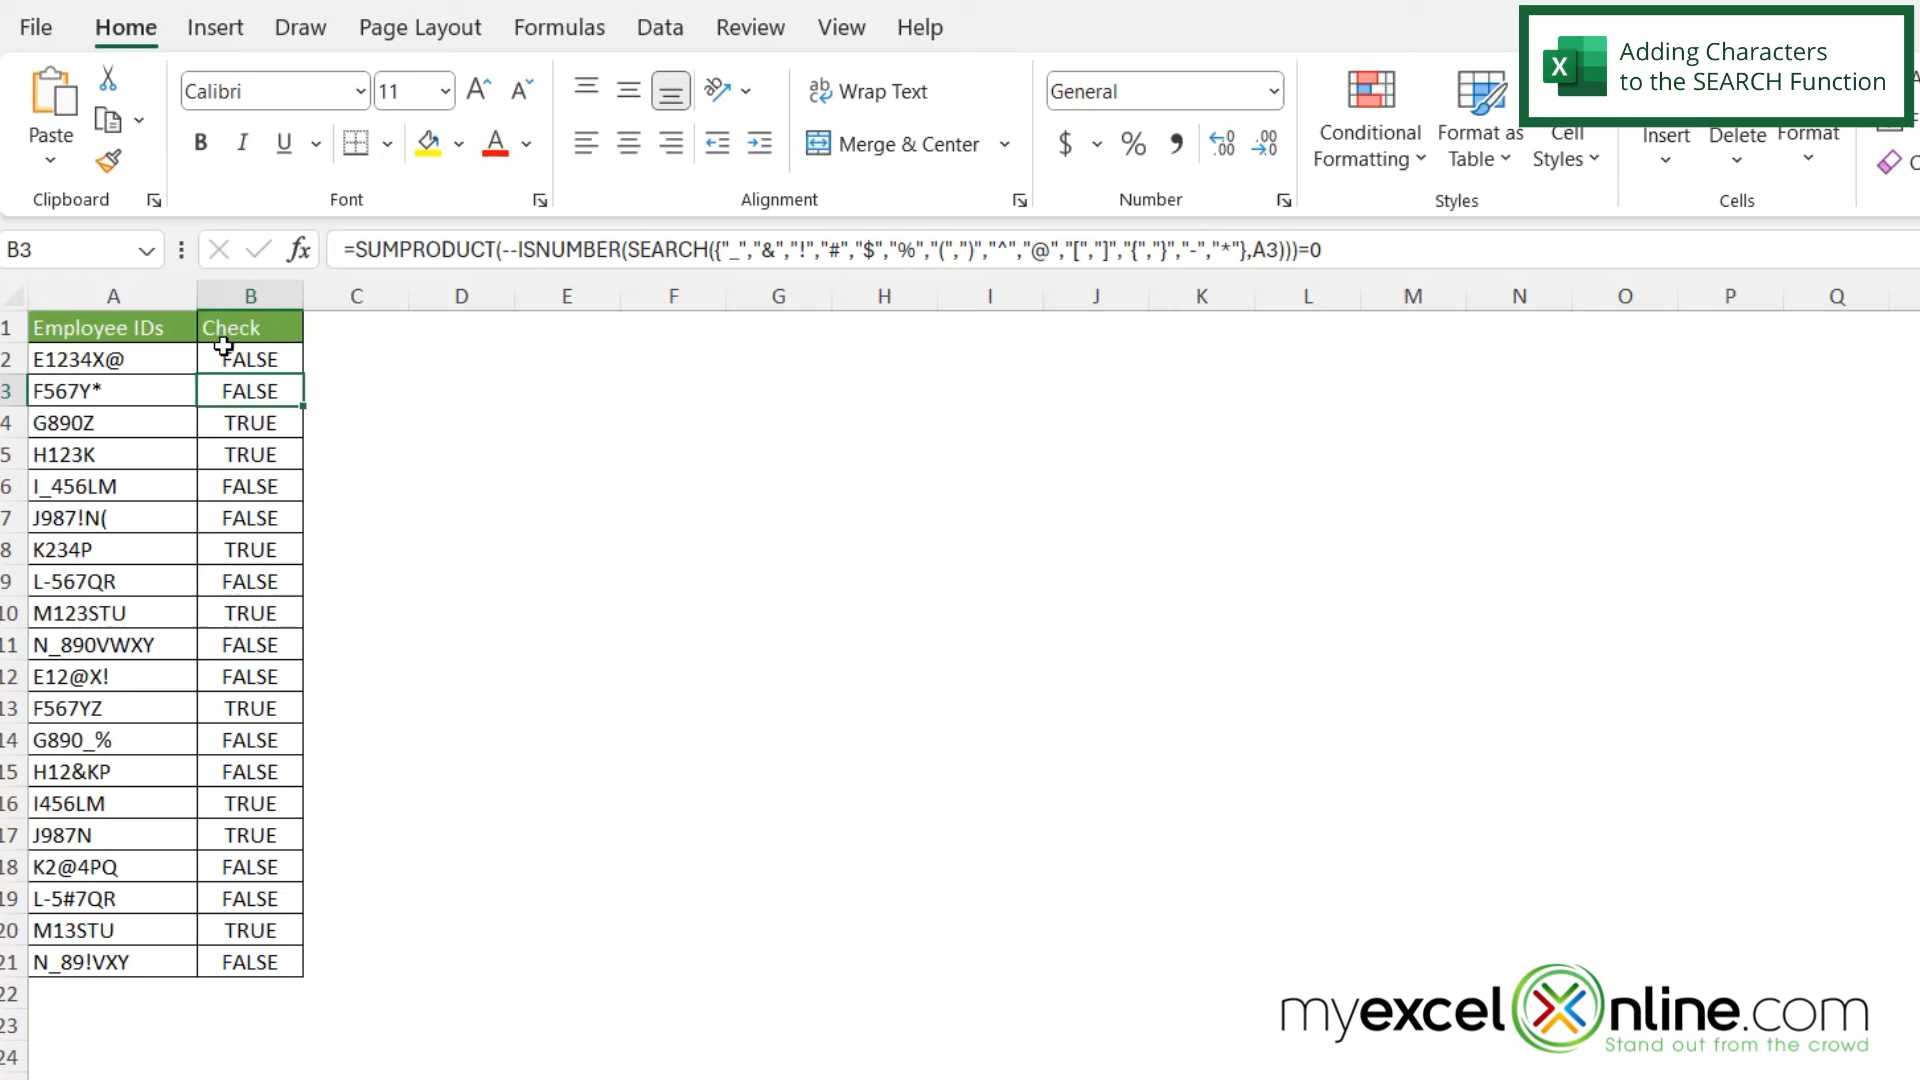 File Home Insert Draw Page Layout Formulas Data Review View Help
Adding Characters
to the SEARCH Function
Paste
Clipboard
Calibri 11
B I U A
Font
Wrap Text
Merge & Center
Alignment
General
$ % ,
Number
Conditional
Formatting
Format as
Table
Cell
Styles
Styles
Insert Delete Format
Cells
B3 fx =SUMPRODUCT(--ISNUMBER(SEARCH({"_","&","!","#","$","%","(",")","^","@","[","]","{","}","-","*"},A3)))=0
A B C D E F G H I J K L M N O P Q
1 Employee IDs Check
2 E1234X@ FALSE
3 F567Y* FALSE
4 G890Z TRUE
5 H123K TRUE
6 I_456LM FALSE
7 J987!N( FALSE
8 K234P TRUE
9 L-567QR FALSE
10 M123STU TRUE
11 N_890VWXY FALSE
12 E12@X! FALSE
13 F567YZ TRUE
14 G890_% FALSE
15 H12&KP FALSE
16 I456LM TRUE
17 J987N TRUE
18 K2@4PQ FALSE
19 L-5#7QR FALSE
20 M13STU TRUE
21 N_89!VXY FALSE
22
23
24
myexcelOnline.com
Stand out from the crowd